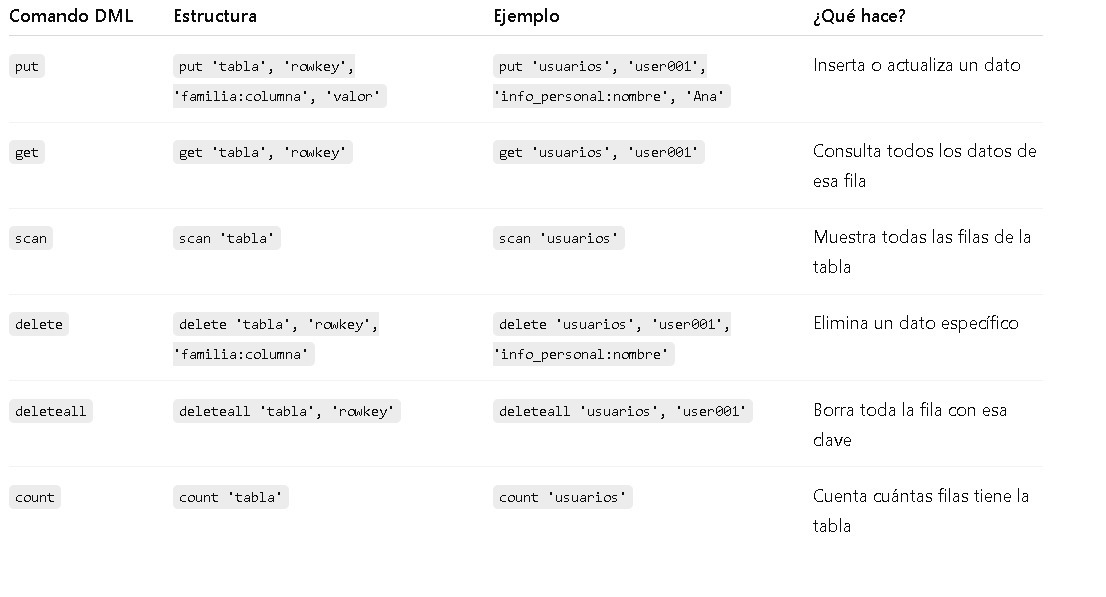 Comando DML Estructura Ejemplo ¿Qué hace?
put put 'tabla', 'rowkey', put 'usuarios', 'user001', Inserta o actualiza un dato
'familia:columna', 'valor' 'info_personal:nombre', 'Ana'
get get 'tabla', 'rowkey' get 'usuarios', 'user001' Consulta todos los datos de
esa fila
scan scan 'tabla' scan 'usuarios' Muestra todas las filas de la
tabla
delete delete 'tabla', 'rowkey', delete 'usuarios', 'user001', Elimina un dato específico
'familia:columna' 'info_personal:nombre'
deleteall deleteall 'tabla', 'rowkey' deleteall 'usuarios', 'user001' Borra toda la fila con esa
clave
count count 'tabla' count 'usuarios' Cuenta cuántas filas tiene la
tabla